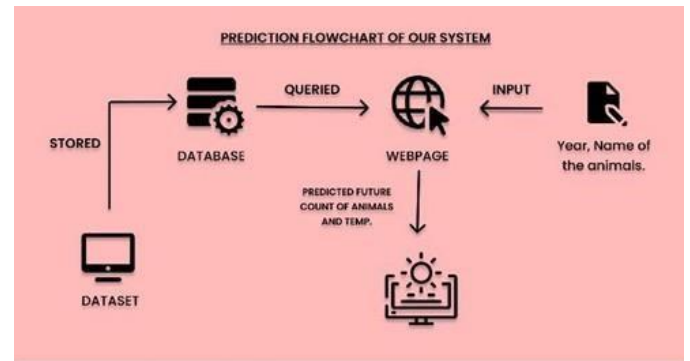 PREDICTION FLOWCHART OF OUR SYSTEM
QUERIED
INPUT
STORED
DATABASE
WEBPAGE
Year, Name of
the animals.
PREDICTED FUTURE
COUNT OF ANIMALS
AND TEMP.
DATASET